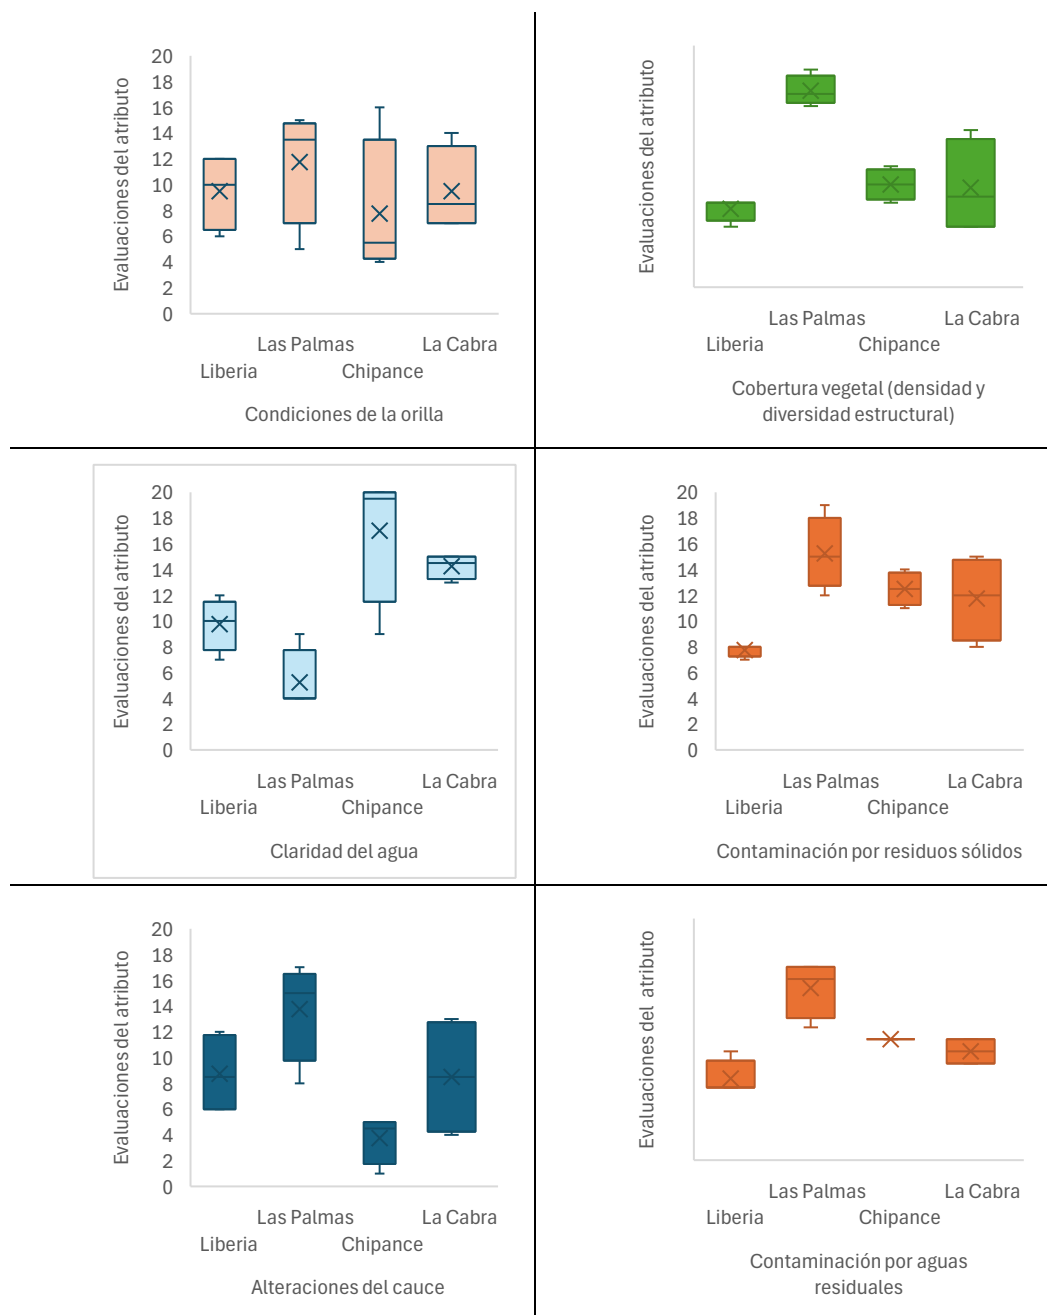 Evaluaciones del atributo
20
18
16
14
12
10
8
6
4
2
0
Las Palmas
La Cabra
Liberia
Chipance
Condiciones de la orilla
Evaluaciones del atributo
Las Palmas
La Cabra
Liberia
Chipance
Cobertura vegetal (densidad y
diversidad estructural)
Evaluaciones del atributo
20
18
16
14
12
10
8
6
4
2
0
Las Palmas
La Cabra
Liberia
Chipance
Claridad del agua
Evaluaciones del atributo
20
18
16
14
12
10
8
6
4
2
0
Las Palmas
La Cabra
Liberia
Chipance
Contaminación por residuos sólidos
Evaluaciones del atributo
20
18
16
14
12
10
8
6
4
2
0
Las Palmas
La Cabra
Liberia
Chipance
Alteraciones del cauce
Evaluaciones del atributo
Las Palmas
La Cabra
Liberia
Chipance
Contaminación por aguas
residuales